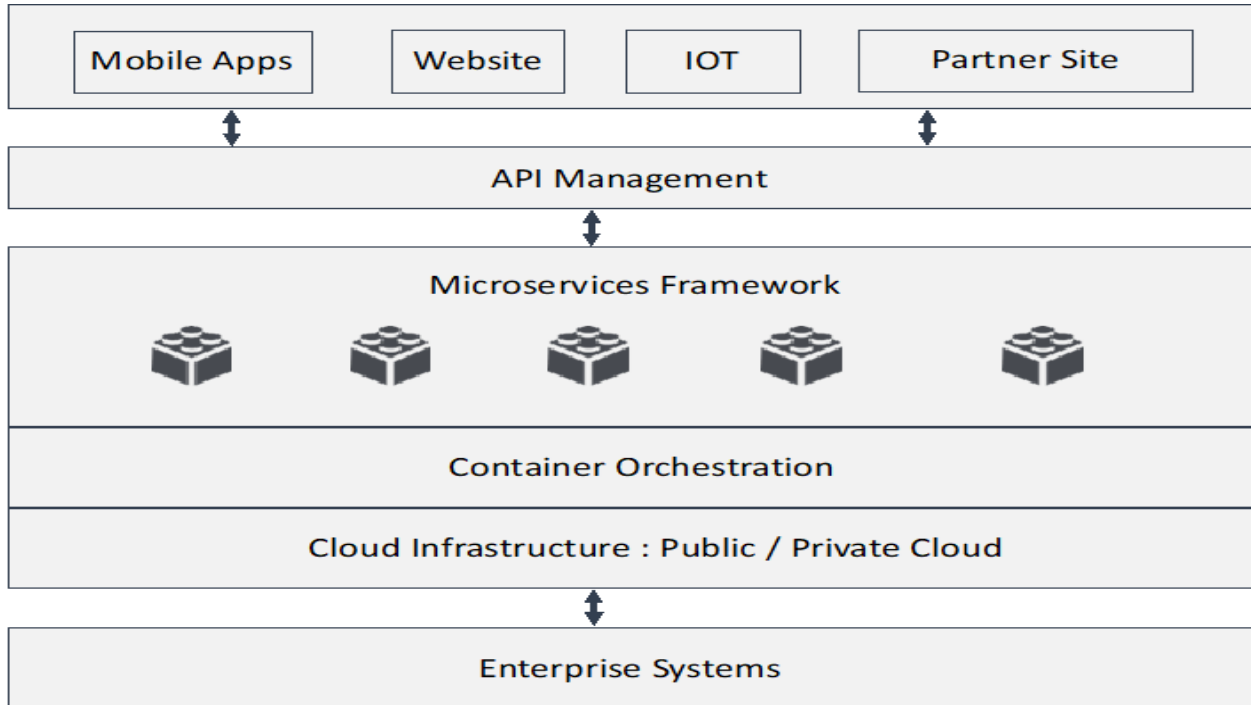 Mobile Apps
Website
IOT
Partner Site
API Management
Microservices Framework
Container Orchestration
Cloud Infrastructure : Public / Private Cloud
Enterprise Systems